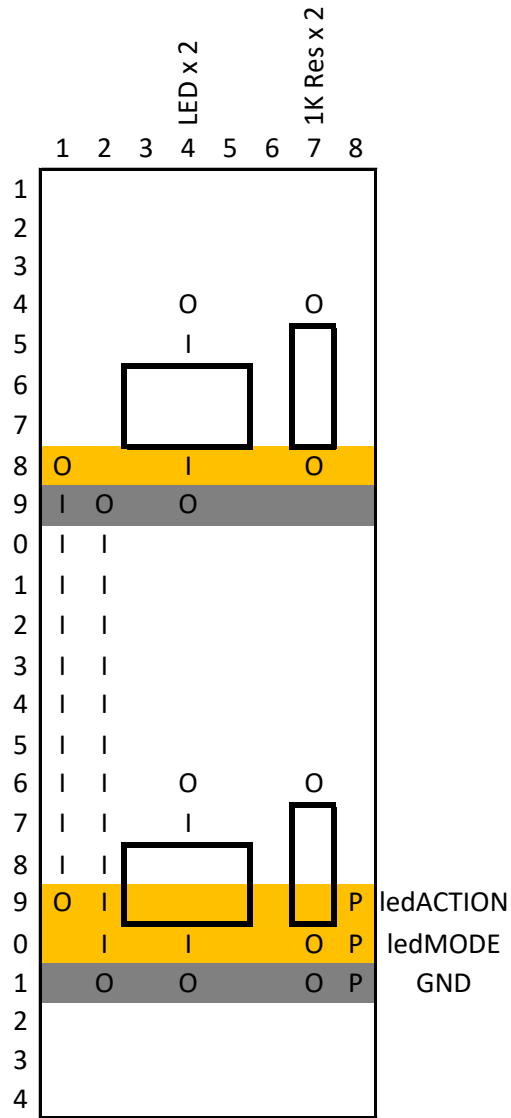 LED x 2
1K Res x 2
1 2 3 4 5 6 7 8
1
2
3
4 O O
5 I
6
7
8 O I O
9 I O O
0 I I
1 I I
2 I I
3 I I
4 I I
5 I I
6 I I O O
7 I I I
8 I I
9 O I P ledACTION
0 I I O P ledMODE
1 O O O P GND
2
3
4